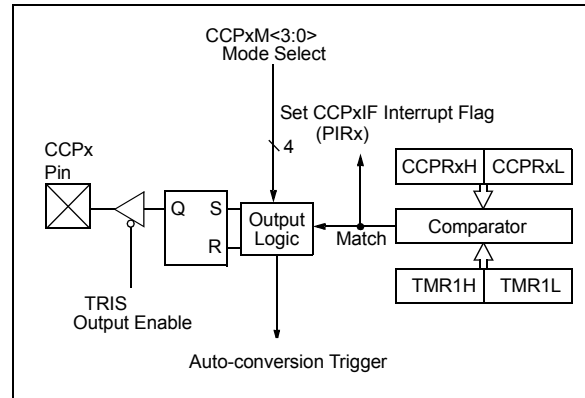 CCPxM<3:0>
Mode Select
Set CCPxIF Interrupt Flag
(PIRx)
4
CCPx
Pin
CCPRxH CCPRxL
Q S
R
Output
Logic
Match
Comparator
TMR1H TMR1L
TRIS
Output Enable
Auto-conversion Trigger